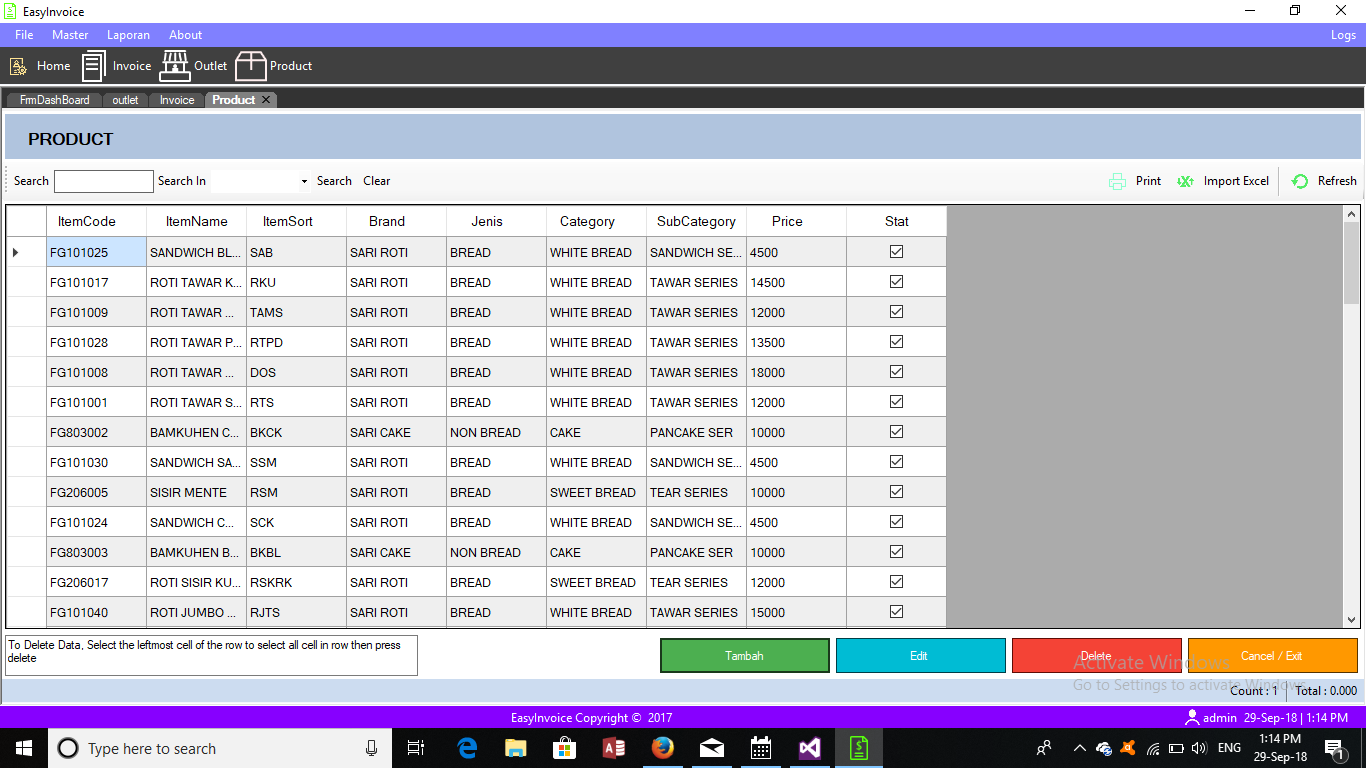 EasyInvoice
File Master Laporan About Logs
Home Invoice Outlet Product
FrmDashBoard outlet Invoice Product
PRODUCT
Search Search In Search Clear Print Import Excel Refresh
ItemCode ItemName ItemSort Brand Jenis Category SubCategory Price Stat
FG101025 SANDWICH BL... SAB SARI ROTI BREAD WHITE BREAD SANDWICH SE... 4500
FG101017 ROTI TAWAR K... RKU SARI ROTI BREAD WHITE BREAD TAWAR SERIES 14500
FG101009 ROTI TAWAR ... TAMS SARI ROTI BREAD WHITE BREAD TAWAR SERIES 12000
FG101028 ROTI TAWAR P... RTPD SARI ROTI BREAD WHITE BREAD TAWAR SERIES 13500
FG101008 ROTI TAWAR ... DOS SARI ROTI BREAD WHITE BREAD TAWAR SERIES 18000
FG101001 ROTI TAWAR S... RTS SARI ROTI BREAD WHITE BREAD TAWAR SERIES 12000
FG803002 BAMKUHEN C... BKCK SARI CAKE NON BREAD CAKE PANCAKE SER 10000
FG101030 SANDWICH SA... SSM SARI ROTI BREAD WHITE BREAD SANDWICH SE... 4500
FG206005 SISIR MENTE RSM SARI ROTI BREAD SWEET BREAD TEAR SERIES 10000
FG101024 SANDWICH C... SCK SARI ROTI BREAD WHITE BREAD SANDWICH SE... 4500
FG803003 BAMKUHEN B... BKBL SARI CAKE NON BREAD CAKE PANCAKE SER 10000
FG206017 ROTI SISIR KU... RSKRK SARI ROTI BREAD SWEET BREAD TEAR SERIES 12000
FG101040 ROTI JUMBO ... RJTS SARI ROTI BREAD WHITE BREAD TAWAR SERIES 15000
To Delete Data, Select the leftmost cell of the row to select all cell in row then press
delete
Tambah Edit Delete Cancel / Exit
Activate Windows
Go to Settings to activate Windows.
Count : 1 Total : 0.000
EasyInvoice Copyright © 2017 admin 29-Sep-18 | 1:14 PM
Type here to search ENG 1:14 PM
29-Sep-18 1